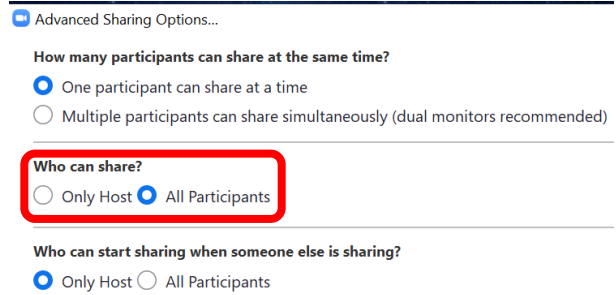 Advanced Sharing Options...
How many participants can share at the same time?
One participant can share at a time
Multiple participants can share simultaneously (dual monitors recommended)
Who can share?
Only Host All Participants
Who can start sharing when someone else is sharing?
Only Host All Participants